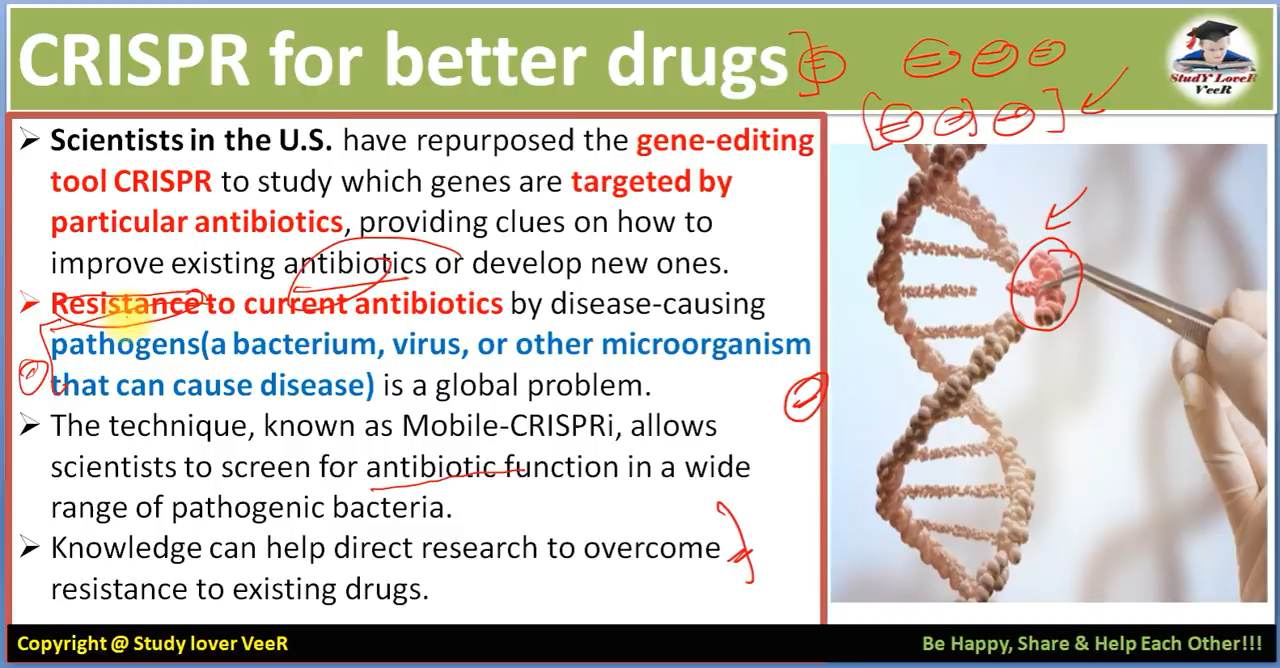 CRISPR for better drugs
StudY LoveR
VeeR
➢ Scientists in the U.S. have repurposed the gene-editing
tool CRISPR to study which genes are targeted by
particular antibiotics, providing clues on how to
improve existing antibiotics or develop new ones.
➢ Resistance to current antibiotics by disease-causing
pathogens(a bacterium, virus, or other microorganism
that can cause disease) is a global problem.
➢ The technique, known as Mobile-CRISPRi, allows
scientists to screen for antibiotic function in a wide
range of pathogenic bacteria.
➢ Knowledge can help direct research to overcome
resistance to existing drugs.
Copyright @ Study lover VeeR
Be Happy, Share & Help Each Other!!!